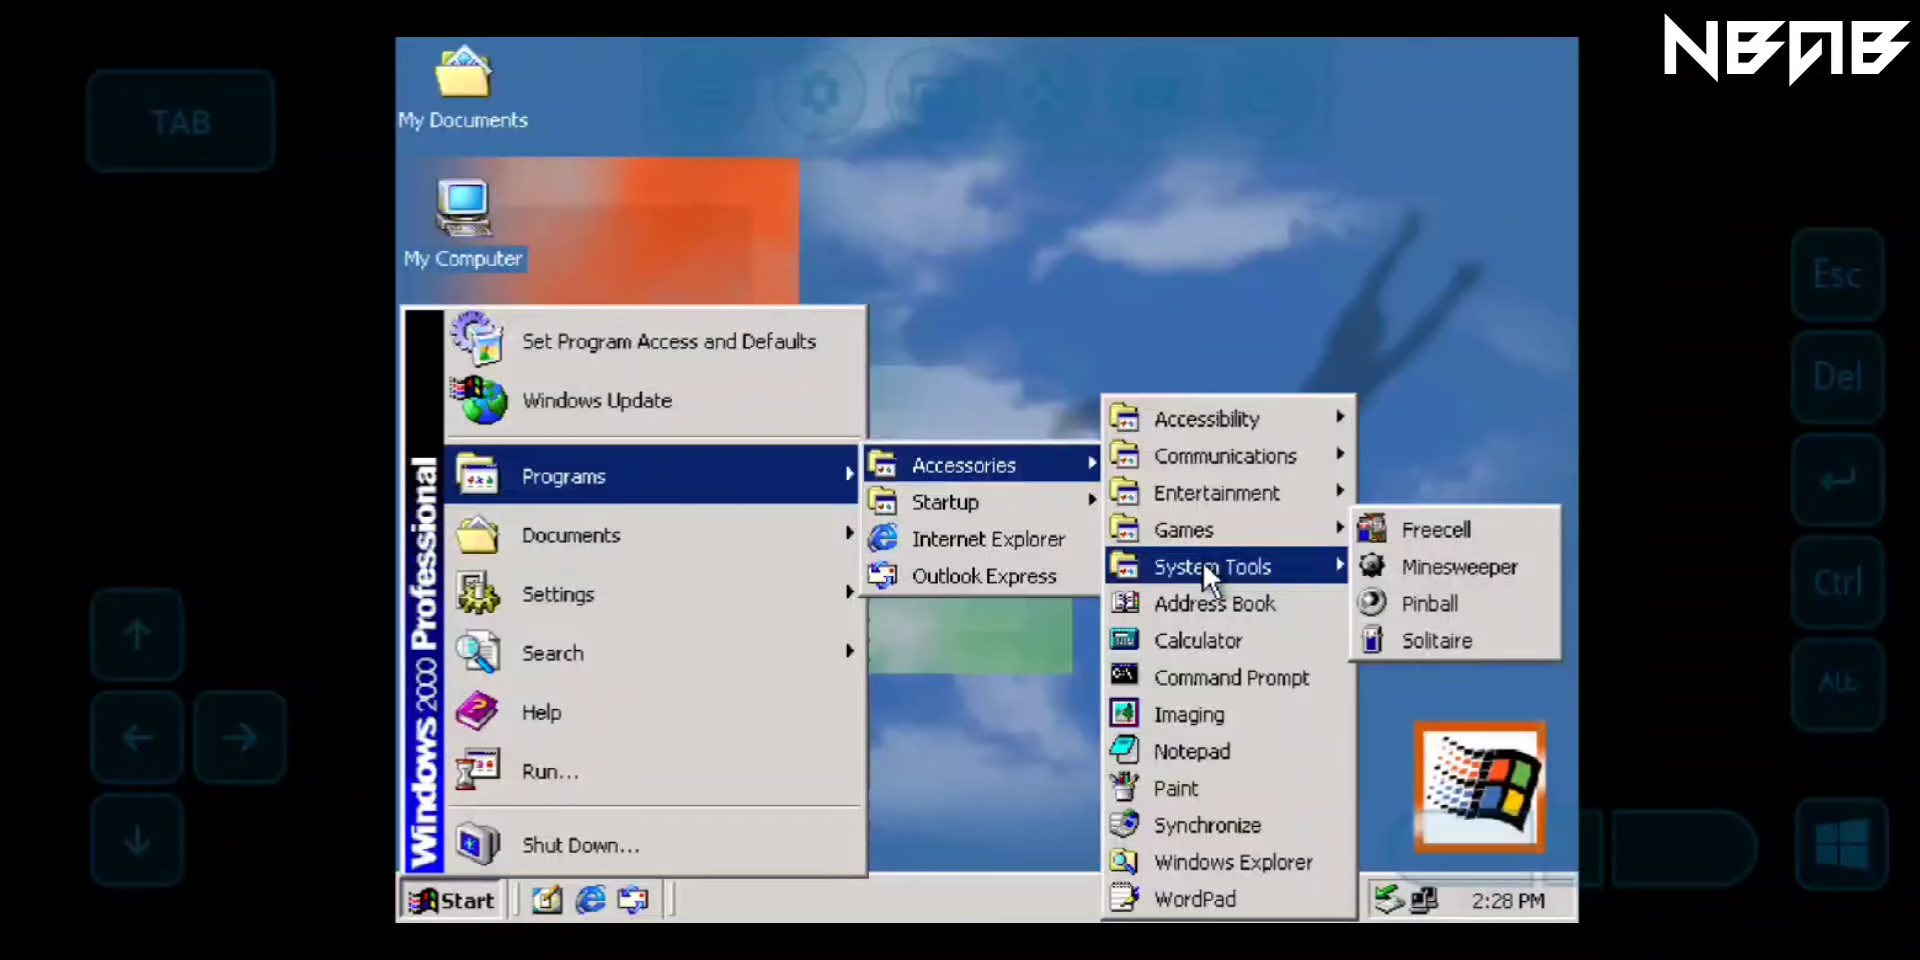 NBAB
TAB
My Documents
My Computer
Esc
Del
Ctrl
Alt
Windows 2000 Professional
Set Program Access and Defaults
Windows Update
Programs
Documents
Settings
Search
Help
Run...
Shut Down...
Accessories
Startup
Internet Explorer
Outlook Express
Accessibility
Communications
Entertainment
Games
System Tools
Address Book
Calculator
Command Prompt
Imaging
Notepad
Paint
Synchronize
Windows Explorer
WordPad
Freecell
Minesweeper
Pinball
Solitaire
Start
2:28 PM